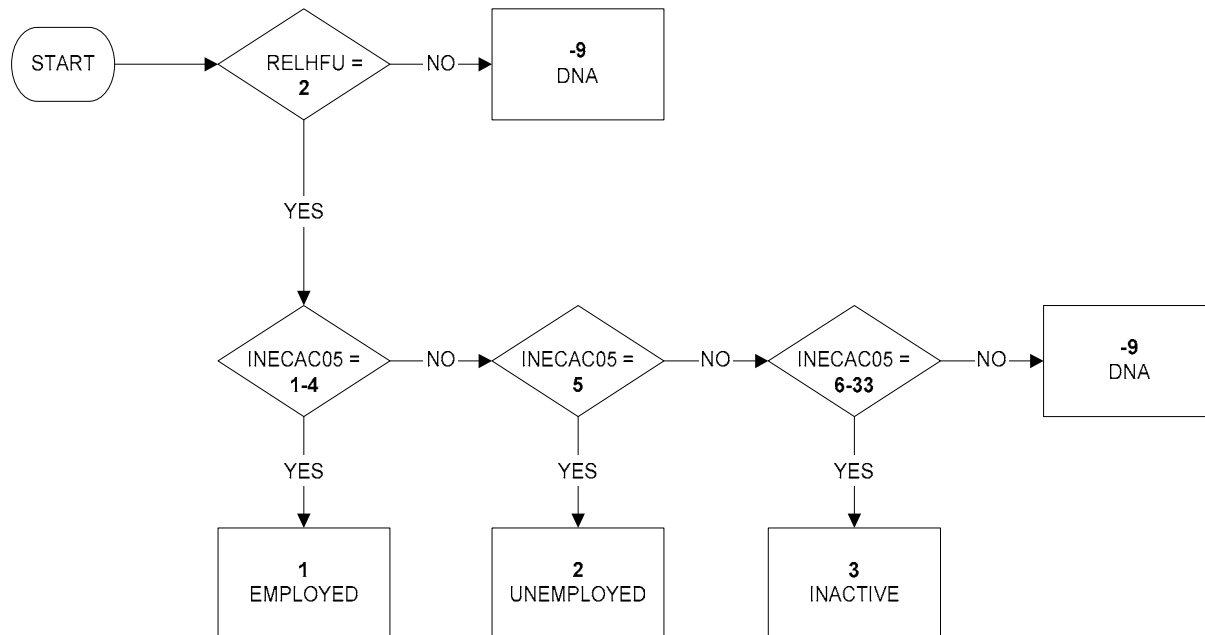 START
RELHFU =
2
NO
-9
DNA
YES
INECAC05 =
1-4
NO
INECAC05 =
5
NO
INECAC05 =
6-33
NO
-9
DNA
YES
YES
YES
1
EMPLOYED
2
UNEMPLOYED
3
INACTIVE